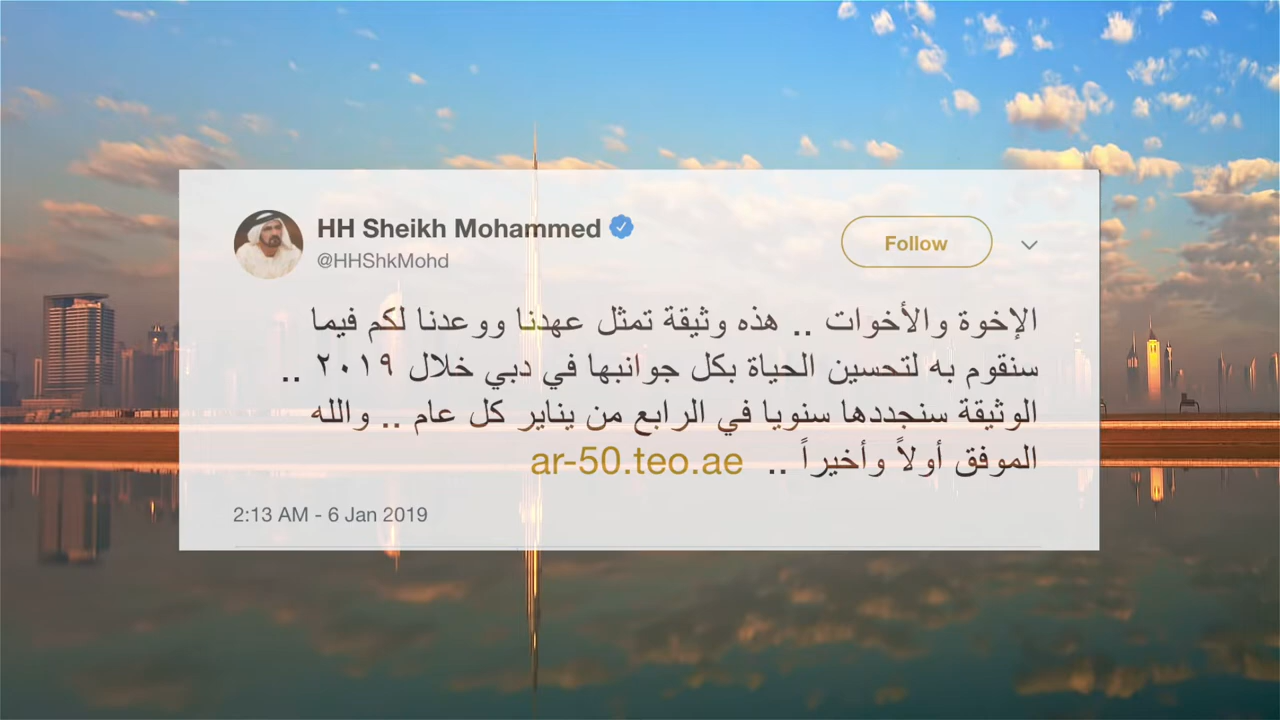 HH Sheikh Mohammed
@HHShkMohd
Follow
الإخوة والأخوات .. هذه وثيقة تمثل عهدنا ووعدنا لكم فيما
سنقوم به لتحسين الحياة بكل جوانبها في دبي خلال ٢٠١٩ ..
الوثيقة سنجددها سنويا في الرابع من يناير كل عام .. والله
الموفق أولاً وأخيراً .. ar-50.teo.ae
2:13 AM - 6 Jan 2019